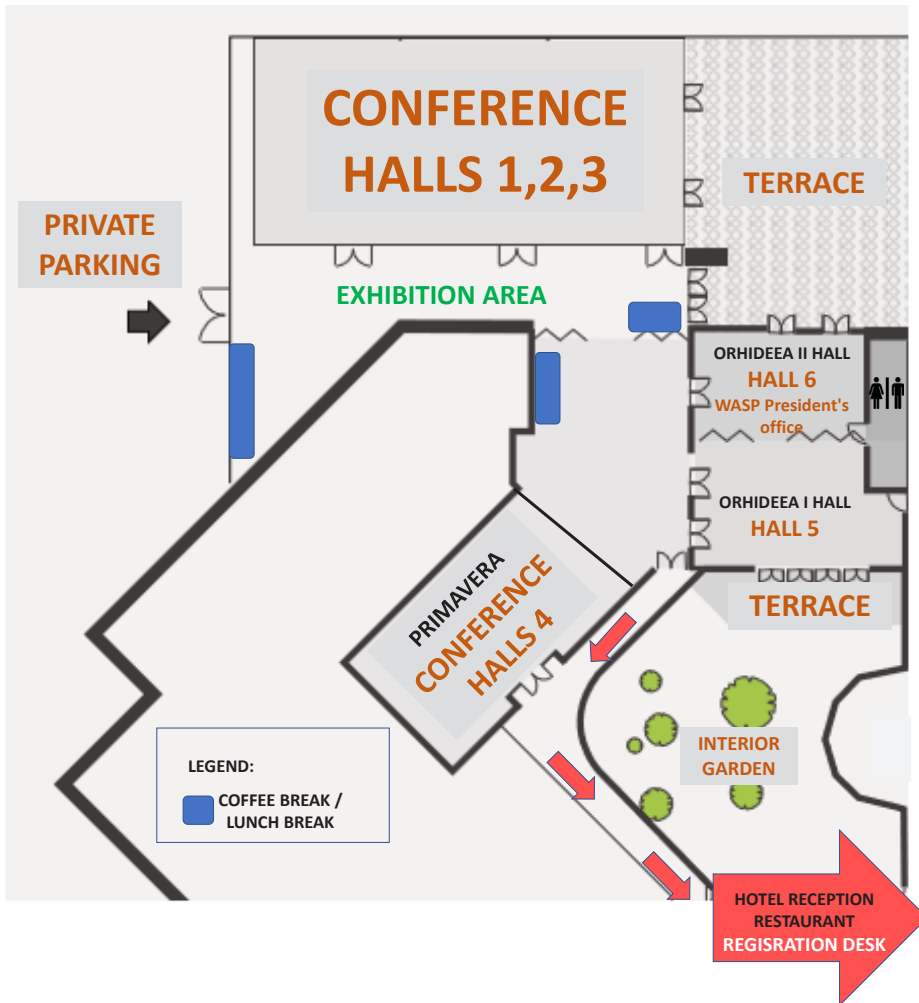 CONFERENCE
HALLS 1,2,3
TERRACE
PRIVATE
PARKING
EXHIBITION AREA
ORHIDEEA II HALL
HALL 6
WASP President's
office
ORHIDEEA I HALL
HALL 5
PRIMAVERA
CONFERENCE
HALLS 4
TERRACE
INTERIOR
GARDEN
LEGEND:
COFFEE BREAK /
LUNCH BREAK
HOTEL RECEPTION
RESTAURANT
REGISRATION DESK